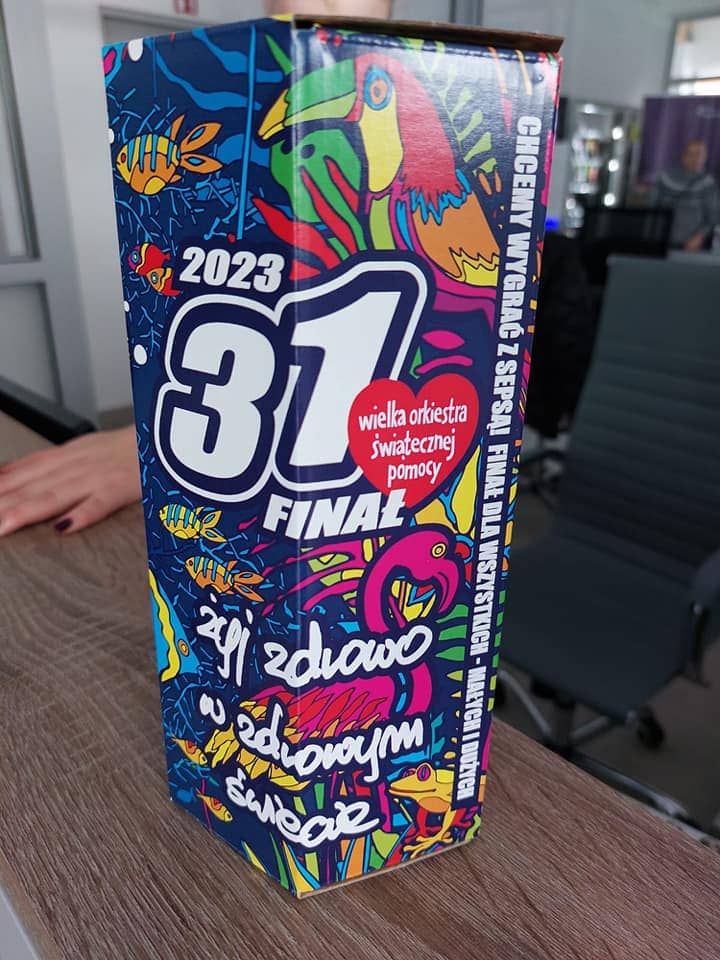 2023
31
FINAŁ
wielka orkiestra
świątecznej
pomocy
żyj zdrowo
w zdrowym
świecie
CHCEMY WYGRAĆ Z SEPSĄ! FINAŁ DLA WSZYSTKICH - MAŁYCH I DUŻYCH